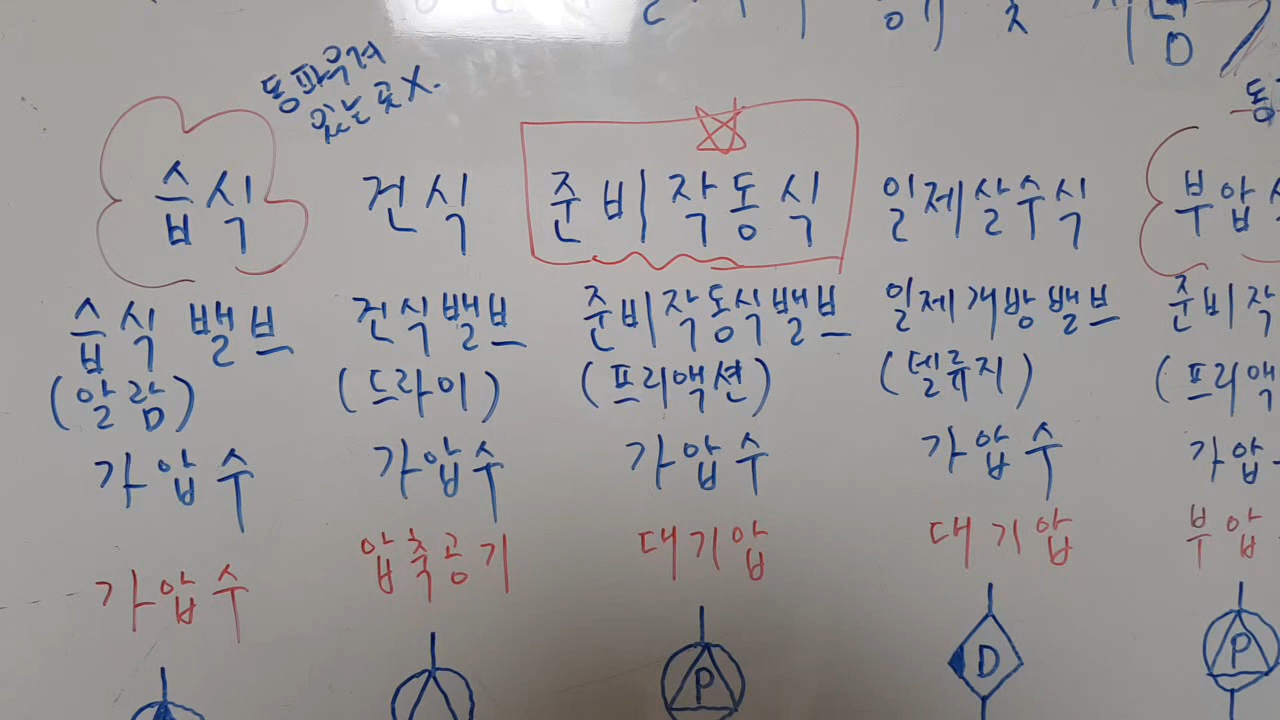 동파우려
있는 곳 X.
습식 건식 준비작동식 일제살수식 부압
습식 밸브 건식밸브 준비작동식밸브 일제개방밸브 준비작
(알람) (드라이) (프리액션) (델류지) (프리액
가압수 가압수 가압수 가압수 가압
가압수 압축공기 대기압 대기압 부압
P D P